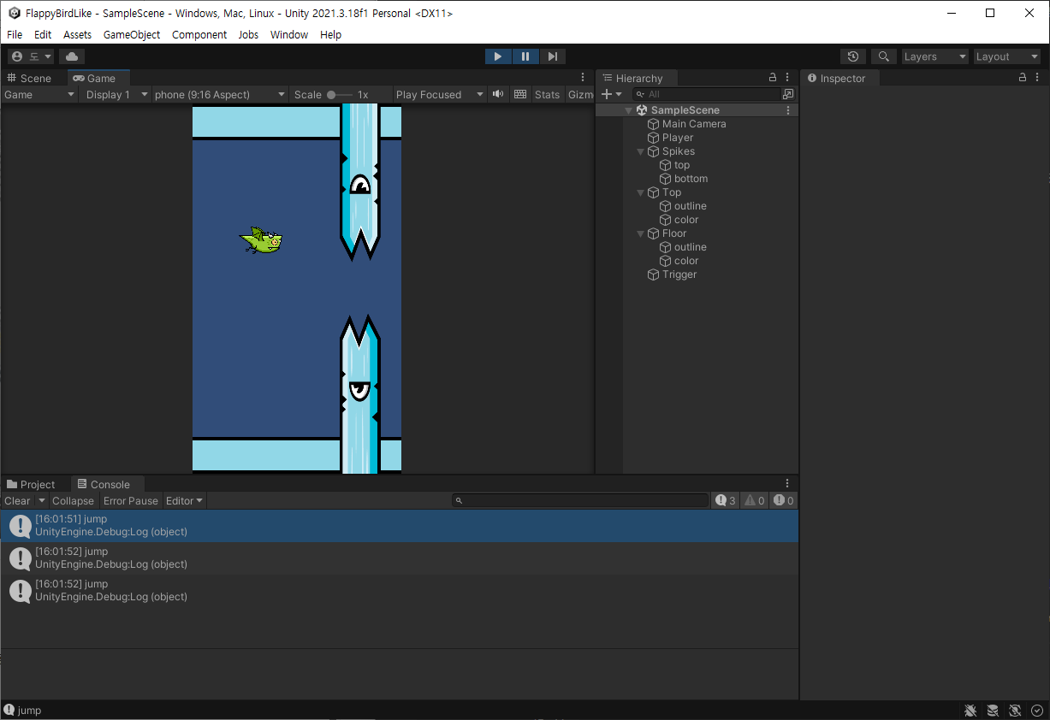 FlappyBirdLike - SampleScene - Windows, Mac, Linux - Unity 2021.3.18f1 Personal <DX11>
File Edit Assets GameObject Component Jobs Window Help
도 Layers Layout
Scene Game
Game Display 1 phone (9:16 Aspect) Scale 1x Play Focused Stats Gizm
Hierarchy
All
SampleScene
Main Camera
Player
Spikes
top
bottom
Top
outline
color
Floor
outline
color
Trigger
Inspector
Project Console
Clear Collapse Error Pause Editor 3 0 0
[16:01:51] jump
UnityEngine.Debug:Log (object)
[16:01:52] jump
UnityEngine.Debug:Log (object)
[16:01:52] jump
UnityEngine.Debug:Log (object)
jump